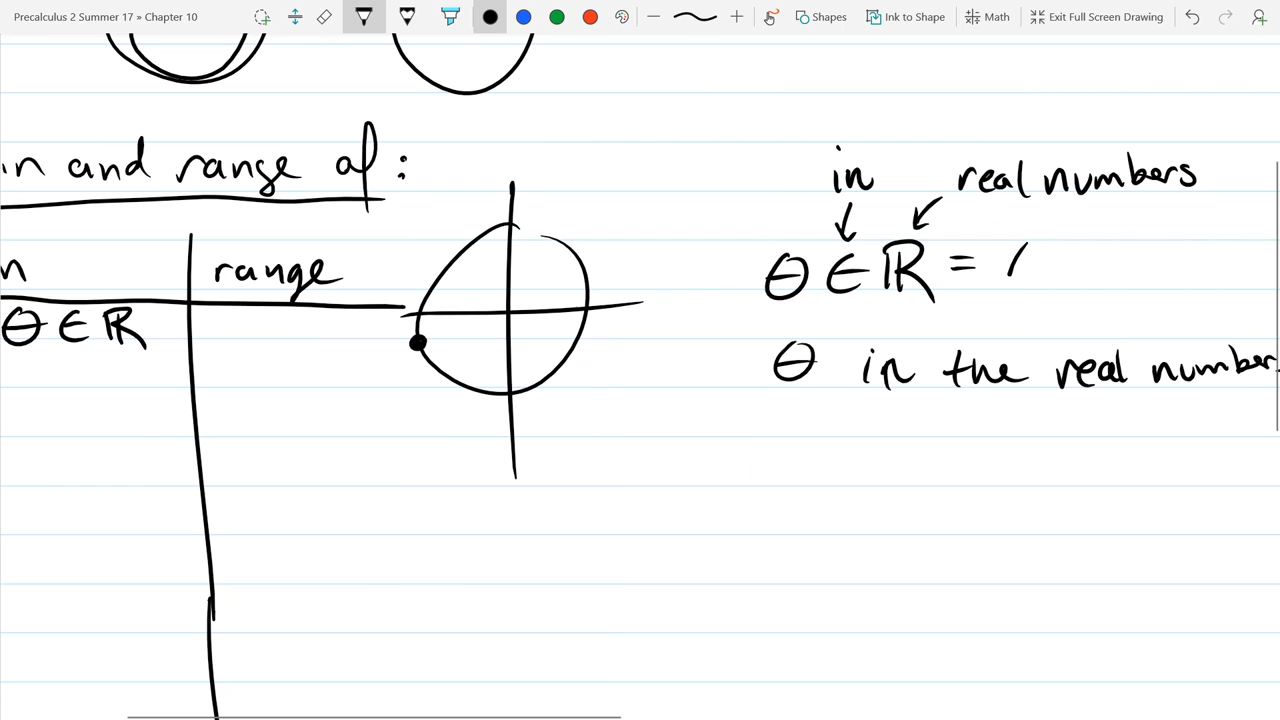 Precalculus 2 Summer 17 » Chapter 10
Shapes
Ink to Shape
Math
Exit Full Screen Drawing
in and range of:
n
range
θ ∈ ℝ
in
real numbers
θ ∈ ℝ = (
θ in the real number